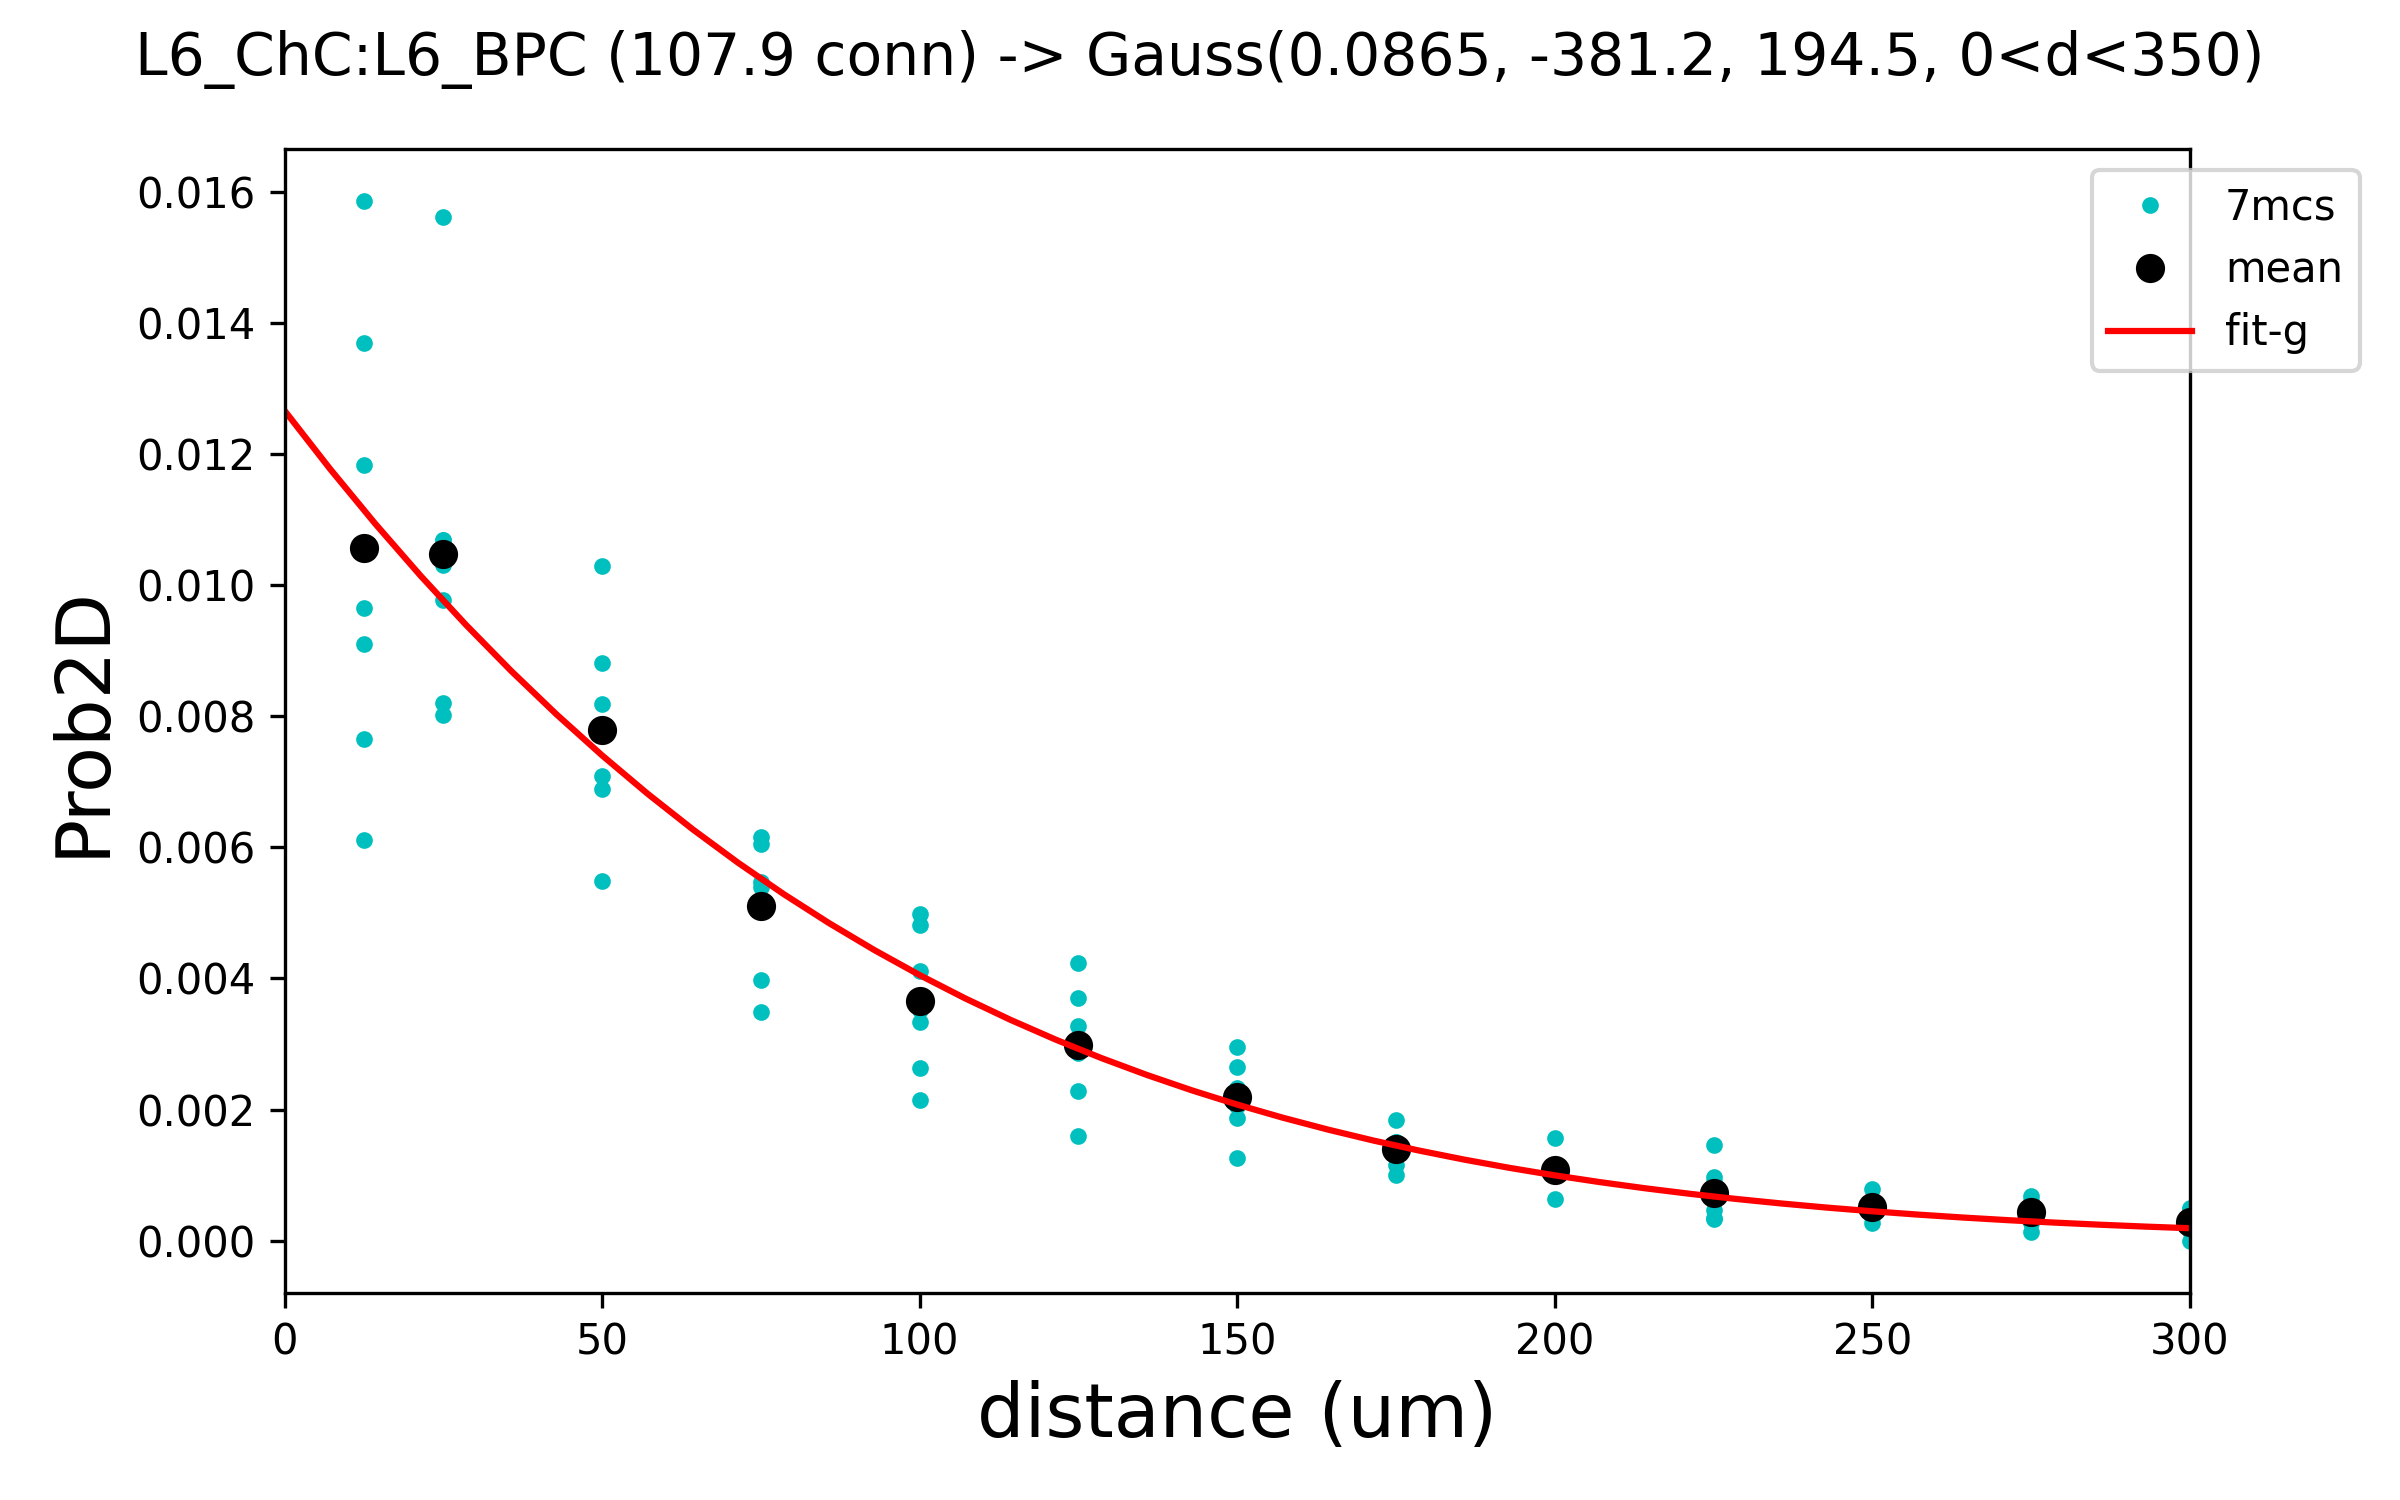 L6_ChC:L6_BPC (107.9 conn) -> Gauss(0.0865, -381.2, 194.5, 0<d<350)
7mcs
mean
fit-g
Prob2D
0.016
0.014
0.012
0.010
0.008
0.006
0.004
0.002
0.000
0 50 100 150 200 250 300
distance (um)